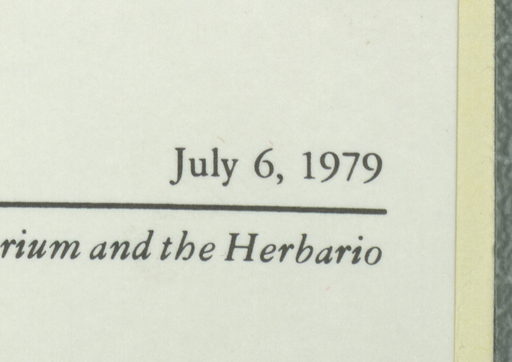 July 6, 1979
rium and the Herbario